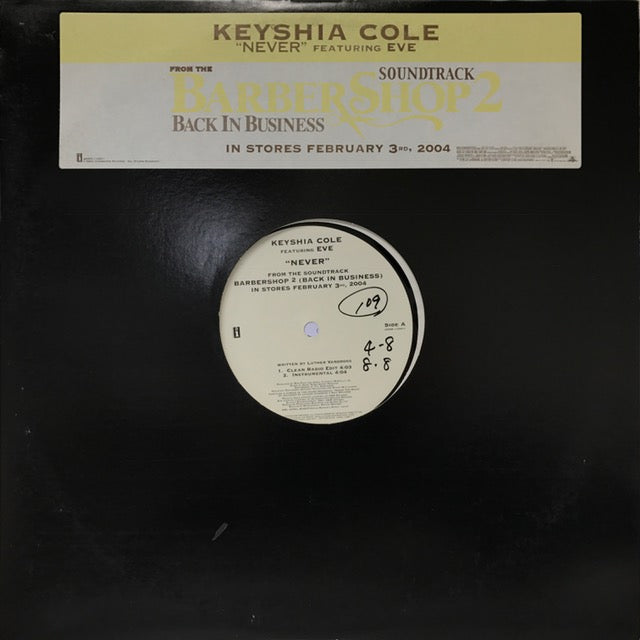 KEYSHIA COLE
"NEVER" FEATURING EVE
FROM THE
SOUNDTRACK
BARBERSHOP 2
BACK IN BUSINESS
IN STORES FEBRUARY 3RD, 2004
KEYSHIA COLE
FEATURING EVE
"NEVER"
FROM THE SOUNDTRACK
BARBERSHOP 2 (BACK IN BUSINESS)
IN STORES FEBRUARY 3RD, 2004
109
SIDE A
4-8
8.8
WRITTEN BY LUTHER VANDROSS
1. CLEAN RADIO EDIT 4:03
2. INSTRUMENTAL 4:04